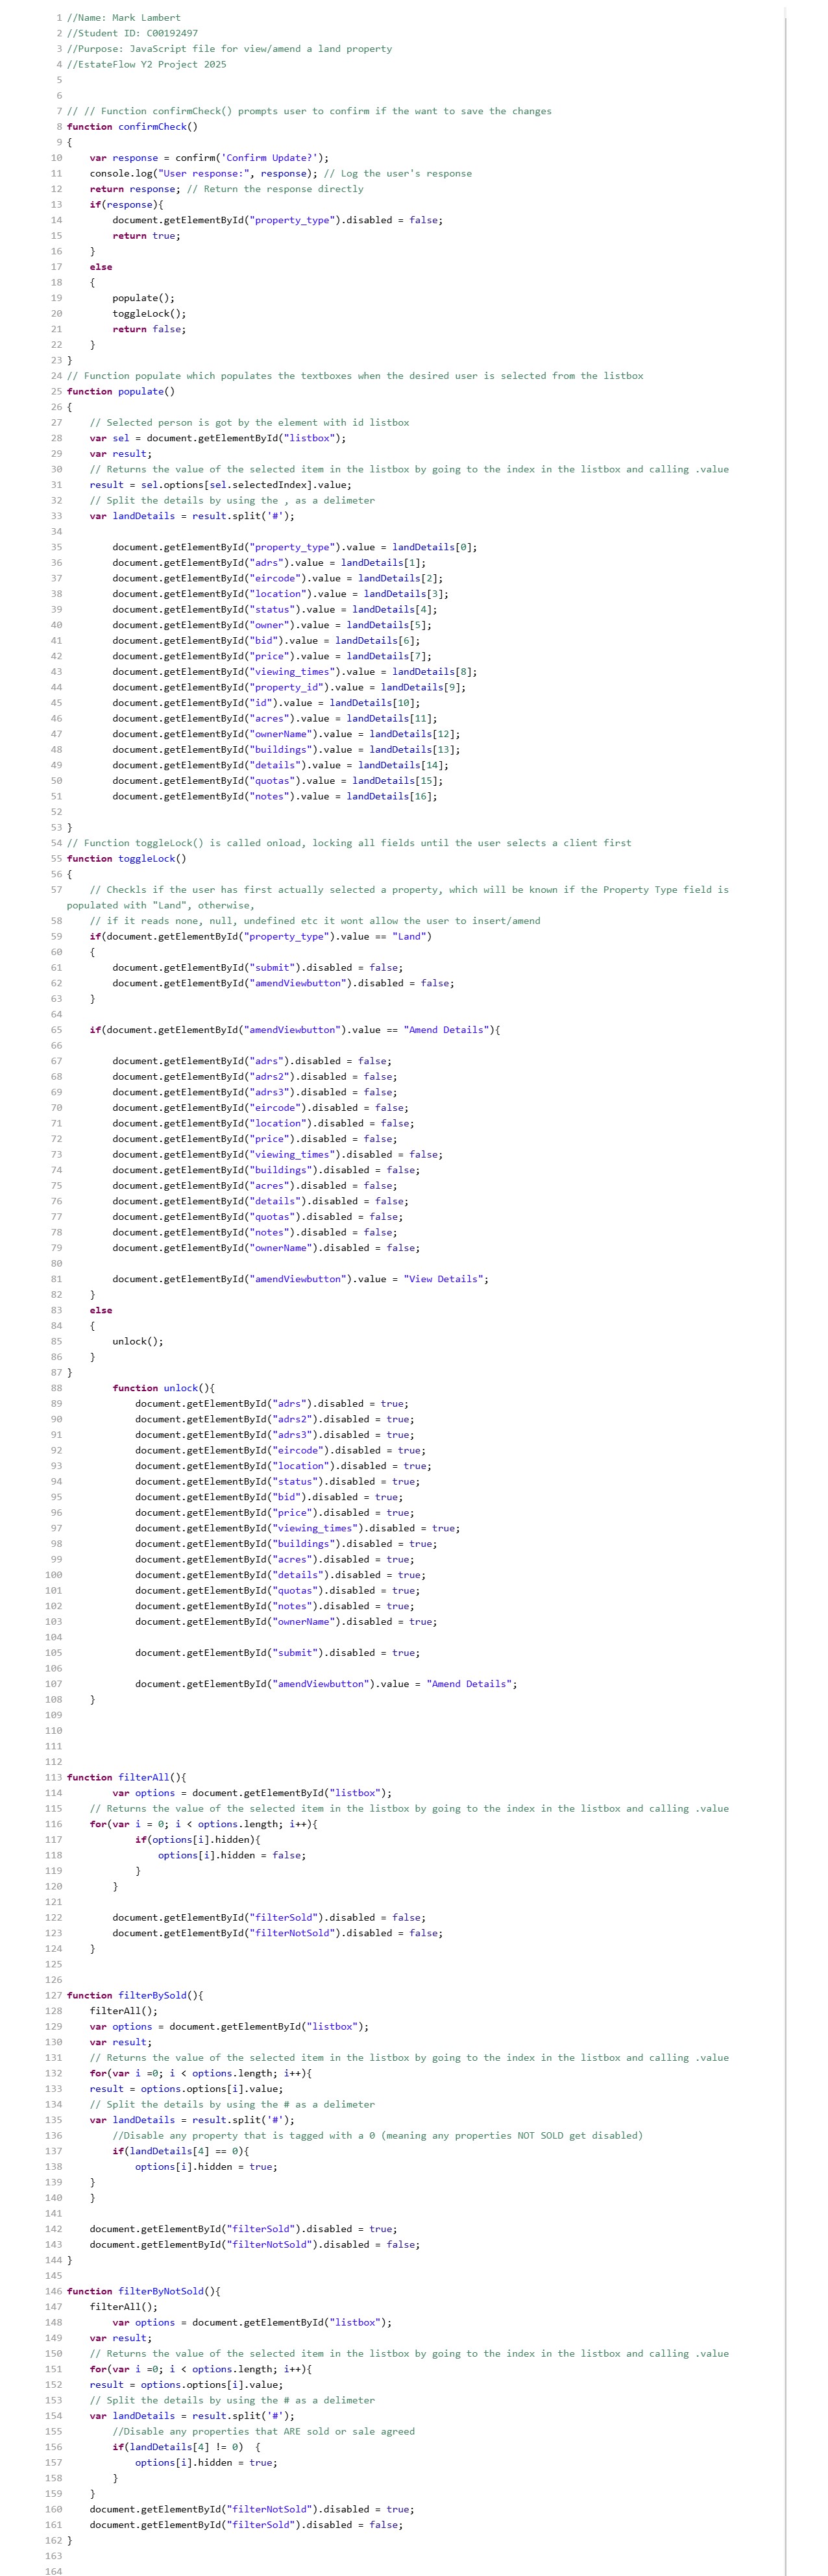 1 //Name: Mark Lambert
2 //Student ID: C00192497
3 //Purpose: JavaScript file for view/amend a land property
4 //EstateFlow Y2 Project 2025
5
6
7 // // Function confirmCheck() prompts user to confirm if the want to save the changes
8 function confirmCheck()
9 {
10     var response = confirm('Confirm Update?');
11     console.log("User response:", response); // Log the user's response
12     return response; // Return the response directly
13     if(response){
14         document.getElementById("property_type").disabled = false;
15         return true;
16     }
17     else
18     {
19         populate();
20         toggleLock();
21         return false;
22     }
23 }
24 // Function populate which populates the textboxes when the desired user is selected from the listbox
25 function populate()
26 {
27     // Selected person is got by the element with id listbox
28     var sel = document.getElementById("listbox");
29     var result;
30     // Returns the value of the selected item in the listbox by going to the index in the listbox and calling .value
31     result = sel.options[sel.selectedIndex].value;
32     // Split the details by using the , as a delimeter
33     var landDetails = result.split('#');
34
35         document.getElementById("property_type").value = landDetails[0];
36         document.getElementById("adrs").value = landDetails[1];
37         document.getElementById("eircode").value = landDetails[2];
38         document.getElementById("location").value = landDetails[3];
39         document.getElementById("status").value = landDetails[4];
40         document.getElementById("owner").value = landDetails[5];
41         document.getElementById("bid").value = landDetails[6];
42         document.getElementById("price").value = landDetails[7];
43         document.getElementById("viewing_times").value = landDetails[8];
44         document.getElementById("property_id").value = landDetails[9];
45         document.getElementById("id").value = landDetails[10];
46         document.getElementById("acres").value = landDetails[11];
47         document.getElementById("ownerName").value = landDetails[12];
48         document.getElementById("buildings").value = landDetails[13];
49         document.getElementById("details").value = landDetails[14];
50         document.getElementById("quotas").value = landDetails[15];
51         document.getElementById("notes").value = landDetails[16];
52
53 }
54 // Function toggleLock() is called onload, locking all fields until the user selects a client first
55 function toggleLock()
56 {
57     // Checkls if the user has first actually selected a property, which will be known if the Property Type field is
populated with "Land", otherwise,
58     // if it reads none, null, undefined etc it wont allow the user to insert/amend
59     if(document.getElementById("property_type").value == "Land")
60     {
61         document.getElementById("submit").disabled = false;
62         document.getElementById("amendViewbutton").disabled = false;
63     }
64
65     if(document.getElementById("amendViewbutton").value == "Amend Details"){
66
67         document.getElementById("adrs").disabled = false;
68         document.getElementById("adrs2").disabled = false;
69         document.getElementById("adrs3").disabled = false;
70         document.getElementById("eircode").disabled = false;
71         document.getElementById("location").disabled = false;
72         document.getElementById("price").disabled = false;
73         document.getElementById("viewing_times").disabled = false;
74         document.getElementById("buildings").disabled = false;
75         document.getElementById("acres").disabled = false;
76         document.getElementById("details").disabled = false;
77         document.getElementById("quotas").disabled = false;
78         document.getElementById("notes").disabled = false;
79         document.getElementById("ownerName").disabled = false;
80
81         document.getElementById("amendViewbutton").value = "View Details";
82     }
83     else
84     {
85         unlock();
86     }
87 }
88         function unlock(){
89             document.getElementById("adrs").disabled = true;
90             document.getElementById("adrs2").disabled = true;
91             document.getElementById("adrs3").disabled = true;
92             document.getElementById("eircode").disabled = true;
93             document.getElementById("location").disabled = true;
94             document.getElementById("status").disabled = true;
95             document.getElementById("bid").disabled = true;
96             document.getElementById("price").disabled = true;
97             document.getElementById("viewing_times").disabled = true;
98             document.getElementById("buildings").disabled = true;
99             document.getElementById("acres").disabled = true;
100             document.getElementById("details").disabled = true;
101             document.getElementById("quotas").disabled = true;
102             document.getElementById("notes").disabled = true;
103             document.getElementById("ownerName").disabled = true;
104
105             document.getElementById("submit").disabled = true;
106
107             document.getElementById("amendViewbutton").value = "Amend Details";
108     }
109
110
111
112
113 function filterAll(){
114         var options = document.getElementById("listbox");
115     // Returns the value of the selected item in the listbox by going to the index in the listbox and calling .value
116     for(var i = 0; i < options.length; i++){
117             if(options[i].hidden){
118                 options[i].hidden = false;
119             }
120         }
121
122         document.getElementById("filterSold").disabled = false;
123         document.getElementById("filterNotSold").disabled = false;
124     }
125
126
127 function filterBySold(){
128     filterAll();
129     var options = document.getElementById("listbox");
130     var result;
131     // Returns the value of the selected item in the listbox by going to the index in the listbox and calling .value
132     for(var i =0; i < options.length; i++){
133     result = options.options[i].value;
134     // Split the details by using the # as a delimeter
135     var landDetails = result.split('#');
136         //Disable any property that is tagged with a 0 (meaning any properties NOT SOLD get disabled)
137         if(landDetails[4] == 0){
138             options[i].hidden = true;
139     }
140     }
141
142     document.getElementById("filterSold").disabled = true;
143     document.getElementById("filterNotSold").disabled = false;
144 }
145
146 function filterByNotSold(){
147     filterAll();
148         var options = document.getElementById("listbox");
149     var result;
150     // Returns the value of the selected item in the listbox by going to the index in the listbox and calling .value
151     for(var i =0; i < options.length; i++){
152     result = options.options[i].value;
153     // Split the details by using the # as a delimeter
154     var landDetails = result.split('#');
155         //Disable any properties that ARE sold or sale agreed
156         if(landDetails[4] != 0)  {
157             options[i].hidden = true;
158         }
159     }
160     document.getElementById("filterNotSold").disabled = true;
161     document.getElementById("filterSold").disabled = false;
162 }
163
164